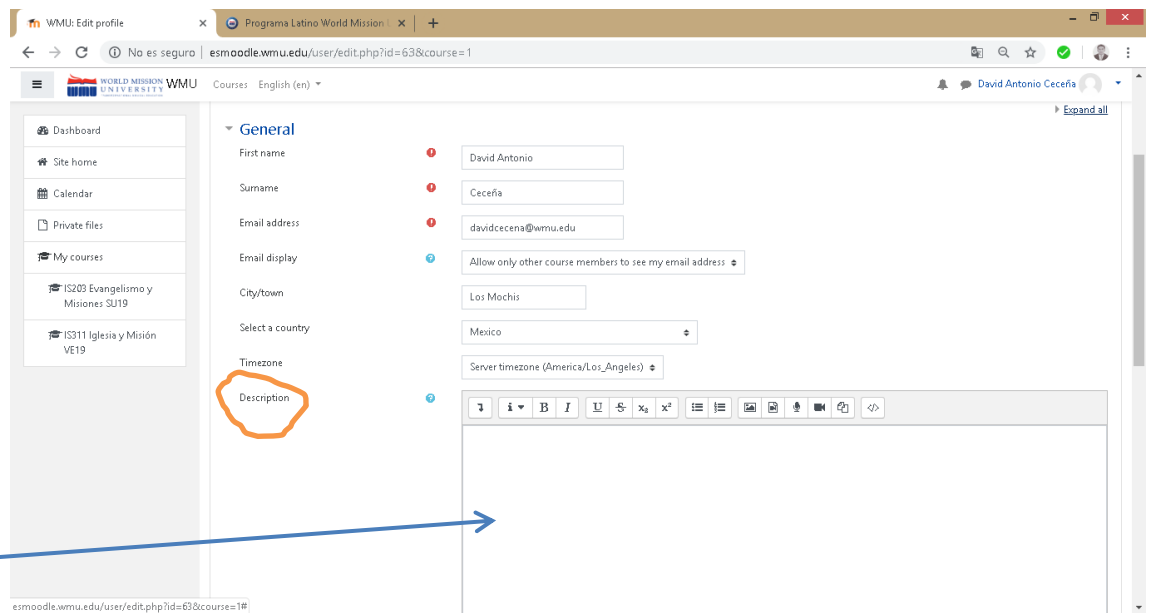 WMU: Edit profile
Programa Latino World Mission
No es seguro | esmoodle.wmu.edu/user/edit.php?id=63&course=1
WORLD MISSION UNIVERSITY WMU Courses English (en) David Antonio Ceceña
Expand all
Dashboard
Site home
Calendar
Private files
My courses
IS203 Evangelismo y
Misiones SU19
IS311 Iglesia y Misión
VE19
General
First name David Antonio
Surname Ceceña
Email address davidcecena@wmu.edu
Email display Allow only other course members to see my email address
City/town Los Mochis
Select a country Mexico
Timezone Server timezone (America/Los_Angeles)
Description
i B I U S x₂ x²
esmoodle.wmu.edu/user/edit.php?id=63&course=1#